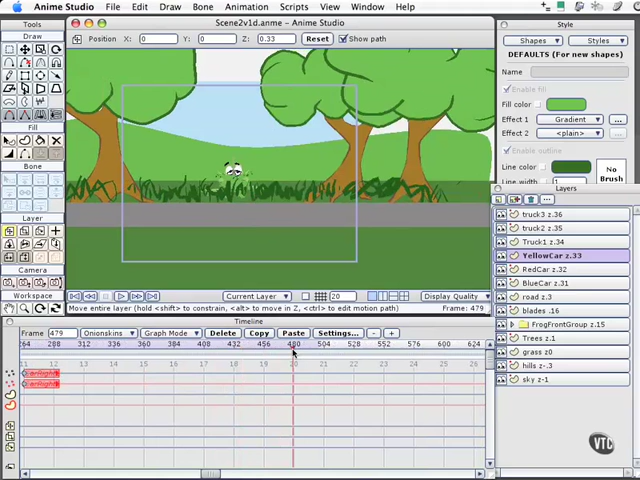 Anime Studio File Edit Draw Bone Animation Scripts View Window Help
Scene2v1d.anme - Anime Studio
Tools
Draw
Fill
Bone
Layer
Camera
Workspace
Position X: 0 Y: 0 Z: 0.33 Reset Show path
Current Layer 20 Display Quality
Move entire layer (hold <shift> to constrain, <alt> to move in Z, <ctrl> to edit motion path) Frame: 479
Style
Shapes Styles
DEFAULTS (For new shapes)
Name
Enable fill
Fill color
Effect 1 Gradient ...
Effect 2 <plain> ...
Enable outline
Line color
Line width
No Brush
Layers
truck3 z.36
truck2 z.35
Truck1 z.34
YellowCar z.33
RedCar z.32
BlueCar z.31
road z.3
blades .16
FrogFrontGroup z.15
Trees z.1
grass z0
hills z-.3
sky z-1
Timeline
Frame 479 Onionskins Graph Mode Delete Copy Paste Settings... - +
264 288 312 336 360 384 408 432 456 480 504 528 552 576 600 624
11 12 13 14 15 16 17 18 19 20 21 22 23 24 25 26
VTC